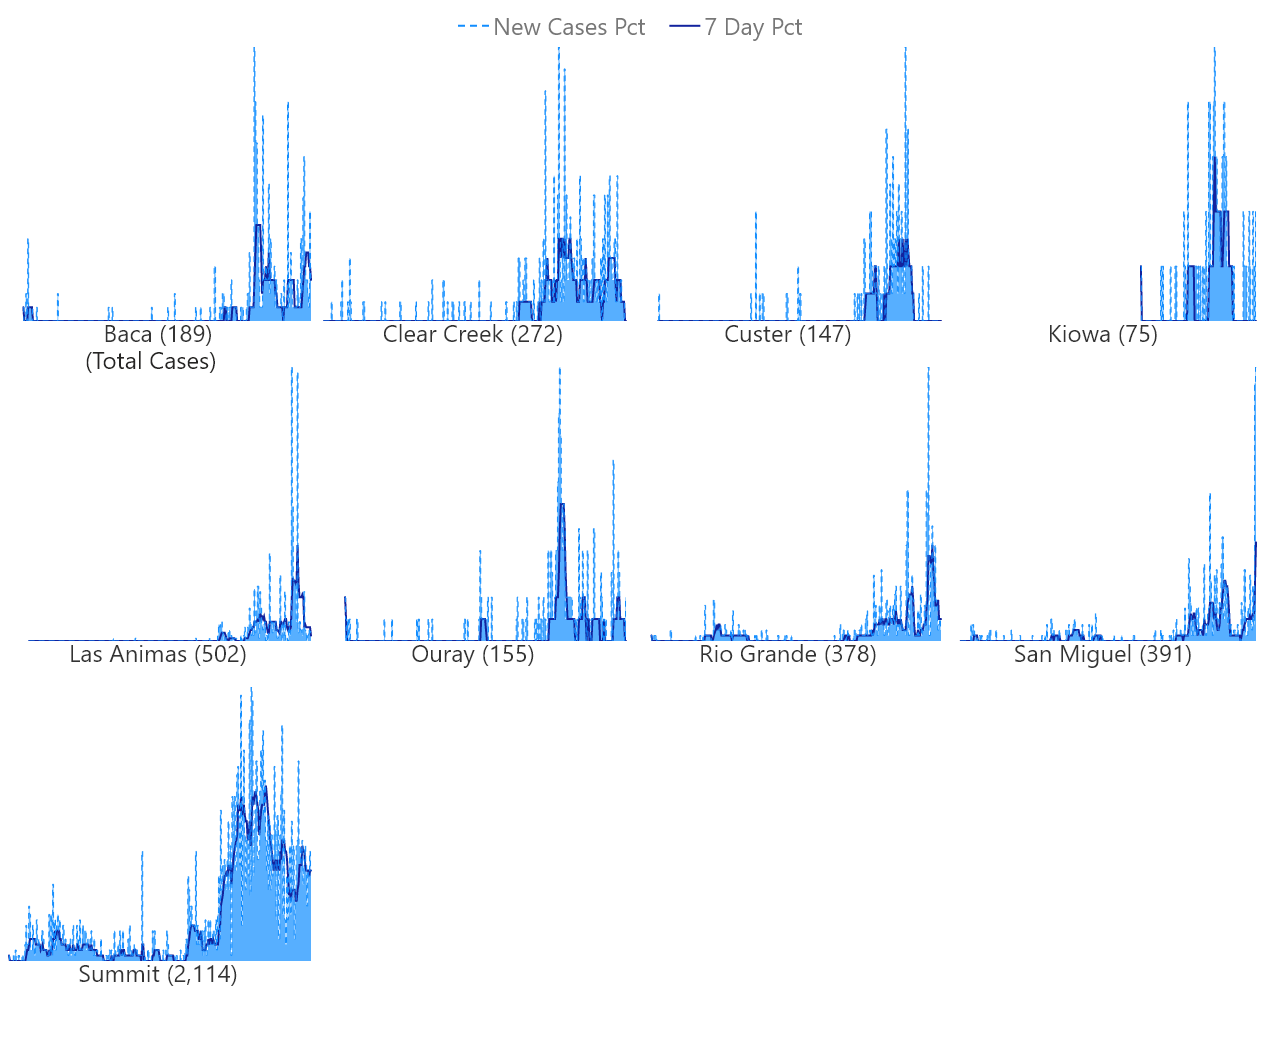 New Cases Pct 7 Day Pct
Baca (189) Clear Creek (272) Custer (147) Kiowa (75)
(Total Cases)
Las Animas (502) Ouray (155) Rio Grande (378) San Miguel (391)
Summit (2,114)